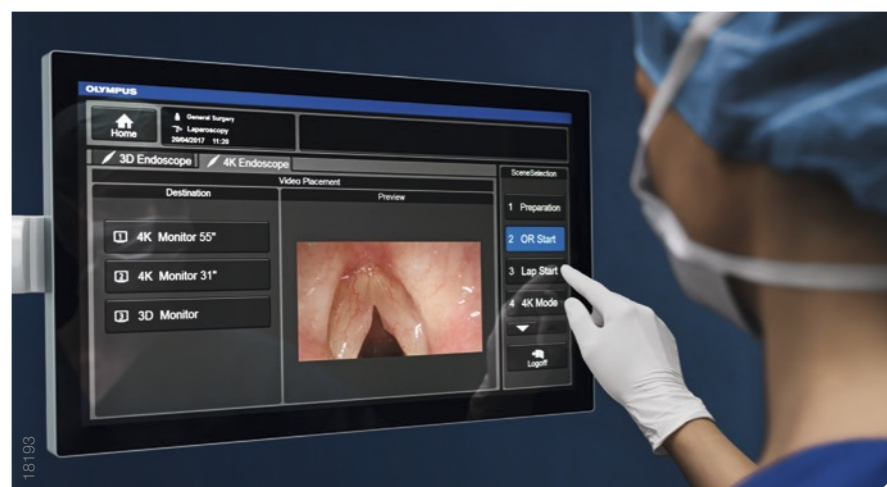 OLYMPUS
Home
General Surgery
Laparoscopy
20/04/2017 11:20
3D Endoscope
4K Endoscope
Video Placement
Destination
Preview
1 4K Monitor 55"
2 4K Monitor 31"
3 3D Monitor
SceneSelection
1 Preparation
2 OR Start
3 Lap Start
4 4K Mode
Logoff
18193